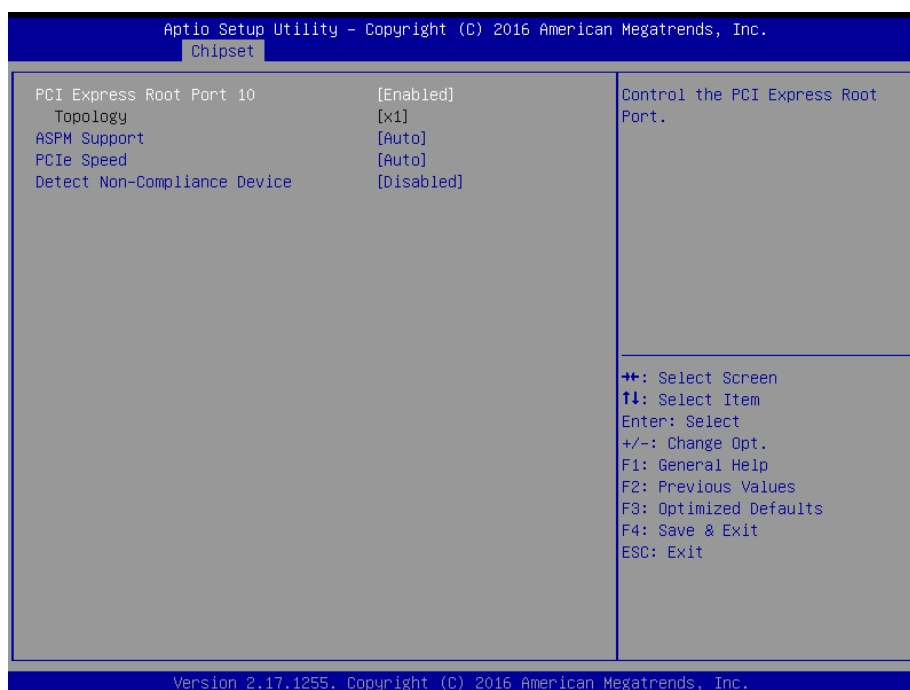 Aptio Setup Utility – Copyright (C) 2016 American Megatrends, Inc.
Chipset
PCI Express Root Port 10 [Enabled]
Topology [x1]
ASPM Support [Auto]
PCIe Speed [Auto]
Detect Non-Compliance Device [Disabled]
Control the PCI Express Root
Port.
→←: Select Screen
↑↓: Select Item
Enter: Select
+/-: Change Opt.
F1: General Help
F2: Previous Values
F3: Optimized Defaults
F4: Save & Exit
ESC: Exit
Version 2.17.1255. Copyright (C) 2016 American Megatrends, Inc.